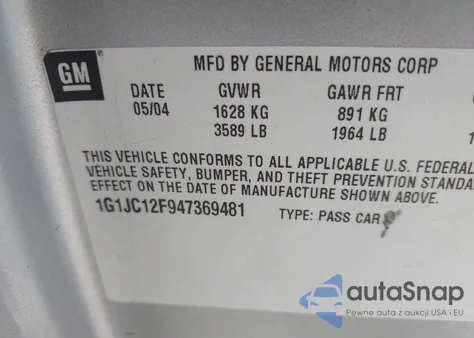 GM
MFD BY GENERAL MOTORS CORP
DATE GVWR GAWR FRT
05/04 1628 KG 891 KG
3589 LB 1964 LB
THIS VEHICLE CONFORMS TO ALL APPLICABLE U.S. FEDERAL
VEHICLE SAFETY, BUMPER, AND THEFT PREVENTION STANDA
EFFECT ON THE DATE OF MANUFACTURE SHOWN ABOVE.
1G1JC12F947369481 TYPE: PASS CAR
autoSnap
Pewne auta z aukcji USA i EU